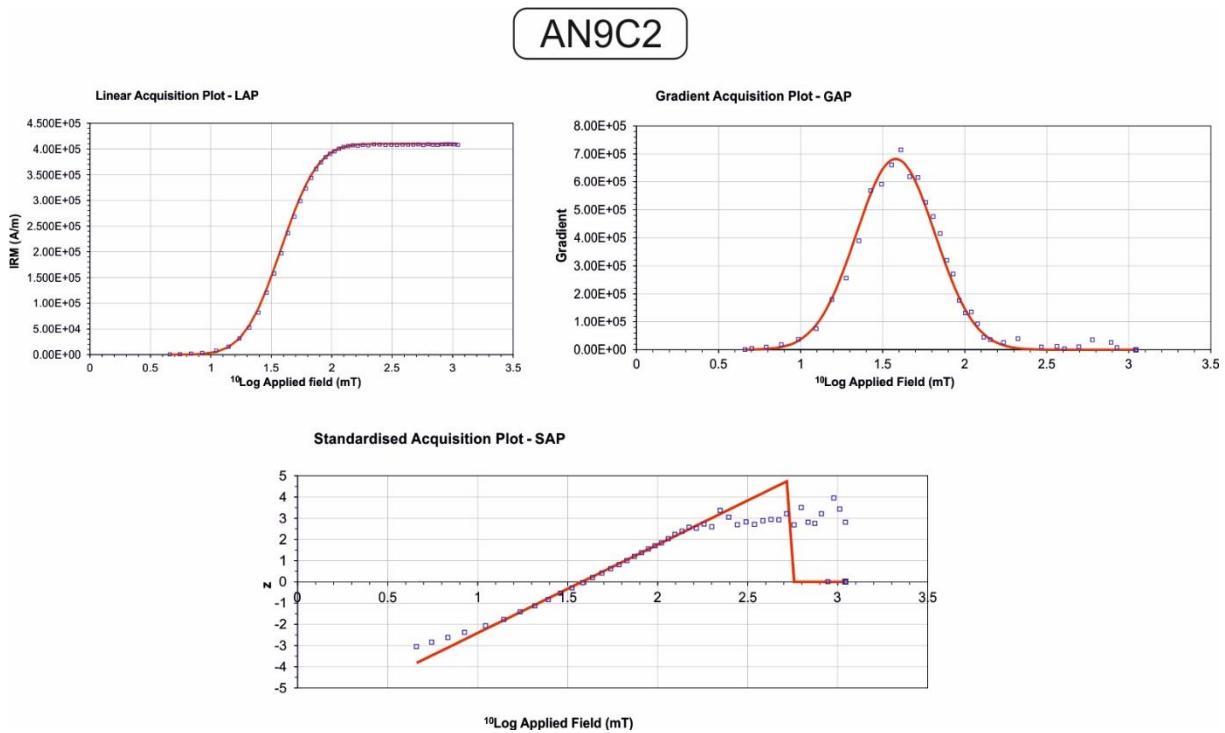 AN9C2
Linear Acquisition Plot - LAP
4.500E+05
4.00E+05
3.50E+05
3.00E+05
2.50E+05
2.00E+05
1.500E+05
1.00E+05
5.00E+04
0.00E+00
IRM (A/m)
0 0.5 1.0 1.5 2 2.5 3 3.5
10Log Applied field (mT)
Gradient Acquisition Plot - GAP
8.00E+05
7.00E+05
6.00E+05
5.00E+05
4.00E+05
3.00E+05
2.00E+05
1.00E+05
0.00E+00
Gradient
0 0.5 1 1.5 2 2.5 3 3.5
10Log Applied Field (mT)
Standardised Acquisition Plot - SAP
5
4
3
2
1
0
-1
-2
-3
-4
-5
z
0 0.5 1 1.5 2 2.5 3 3.5
10Log Applied Field (mT)